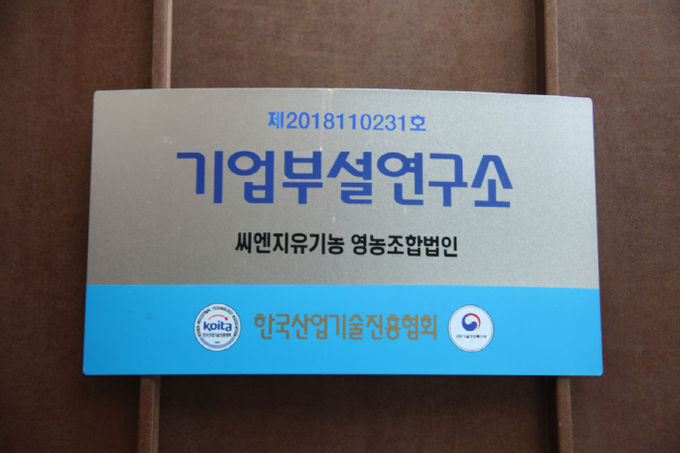 제2018110231호
기업부설연구소
씨엔지유기농 영농조합법인
koita
한국산업기술진흥협회